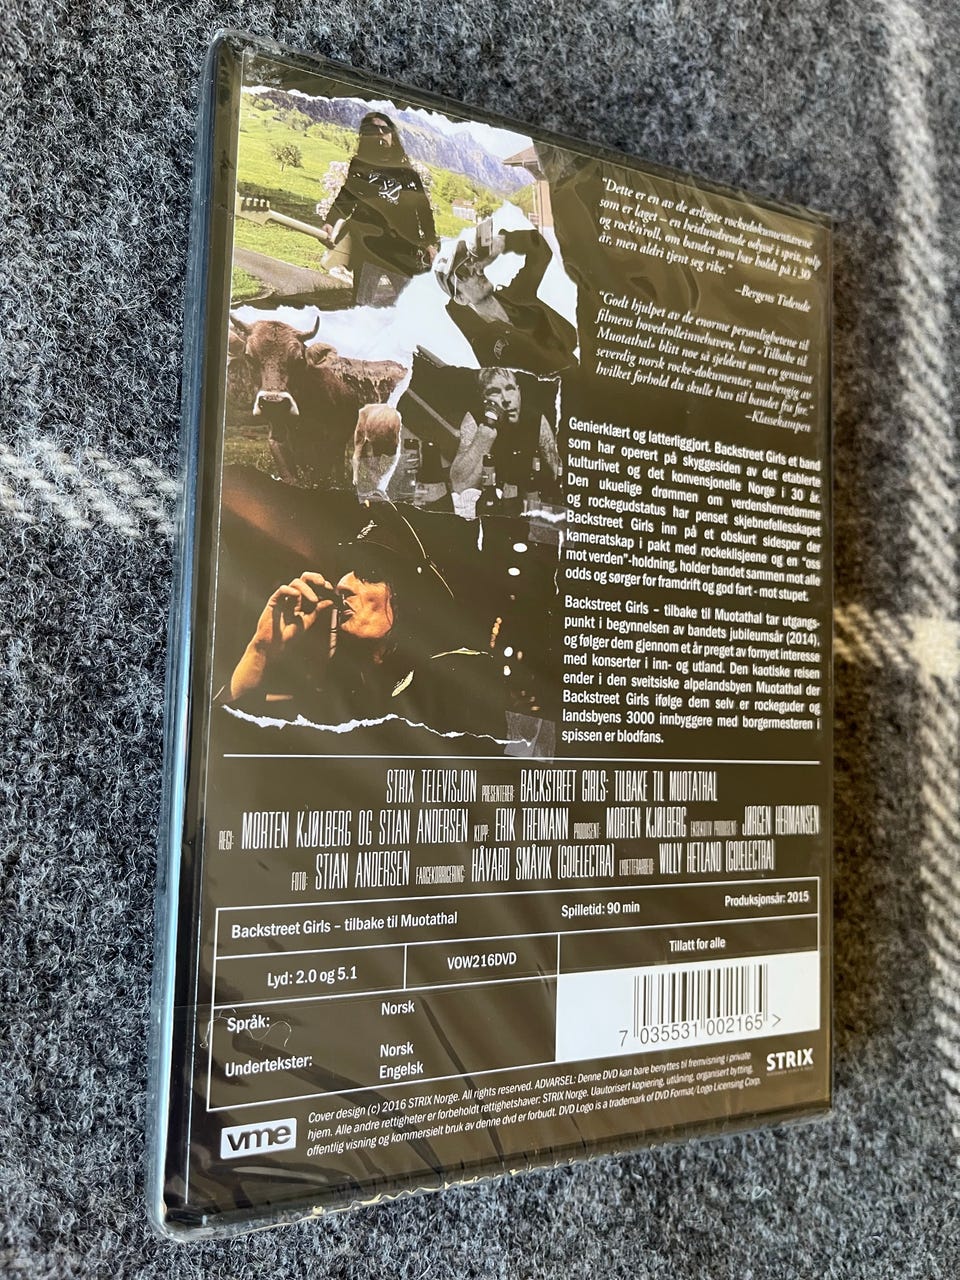 "Dette er en av de ærligste rockedokumentarene
som er laget – en heidundrende odyssé i sprit, rølp
og rock'n'roll, om bandet som har holdt på i 30
år, men aldri tjent seg rike."
–Bergens Tidende
"Godt hjulpet av de enorme personlighetene til
filmens hovedrolleinnehavere, har «Tilbake til
Muotathal» blitt noe så sjeldent som en genuint
severdig norsk rocke-dokumentar, uavhengig av
hvilket forhold du skulle han til bandet fra før."
–Klassekampen
Genierklært og latterliggjort. Backstreet Girls et band
som har operert på skyggesiden av det etablerte
kulturlivet og det konvensjonelle Norge i 30 år.
Den ukuelige drømmen om verdensherredømme
og rockegudstatus har penset skjebnefellesskapet
Backstreet Girls inn på et obskurt sidespor der
kameratskap i pakt med rockeklisjeene og en "oss
mot verden"-holdning, holder bandet sammen mot alle
odds og sørger for framdrift og god fart - mot stupet.
Backstreet Girls – tilbake til Muotathal tar utgangs-
punkt i begynnelsen av bandets jubileumsår (2014),
og følger dem gjennom et år preget av fornyet interesse
med konserter i inn- og utland. Den kaotiske reisen
ender i den sveitsiske alpelandsbyen Muotathal der
Backstreet Girls ifølge dem selv er rockeguder og
landsbyens 3000 innbyggere med borgermesteren i
spissen er blodfans.
STRIX TELEVISJON PRESENTERER: BACKSTREET GIRLS: TILBAKE TIL MUOTATHAL
REGI: MORTEN KJØLBERG OG STIAN ANDERSEN KLIPP: ERIK TREIMANN PRODUSENT: MORTEN KJØLBERG EKSEKUTIV PRODUSENT: JØRGEN HERMANSEN
FOTO: STIAN ANDERSEN FARGEKORRIGERING: HÅVARD SMÅVIK (GO!ELECTRA) LYDETTERARBEID: WILLY HETLAND (GO!ELECTRA)
Backstreet Girls – tilbake til Muotathal Spilletid: 90 min Produksjonsår: 2015
Lyd: 2.0 og 5.1 VOW216DVD Tillatt for alle
Språk: Norsk
Undertekster: Norsk
Engelsk
7 035531 002165 >
STRIX
vme
Cover design (c) 2016 STRIX Norge. All rights reserved. ADVARSEL: Denne DVD kan bare benyttes til fremvisning i private
hjem. Alle andre rettigheter er forbeholdt rettighetshaver: STRIX Norge. Uautorisert kopiering, utlåning, organisert bytting,
offentlig visning og kommersielt bruk av denne dvd er forbudt. DVD Logo is a trademark of DVD Format/Logo Licensing Corp.